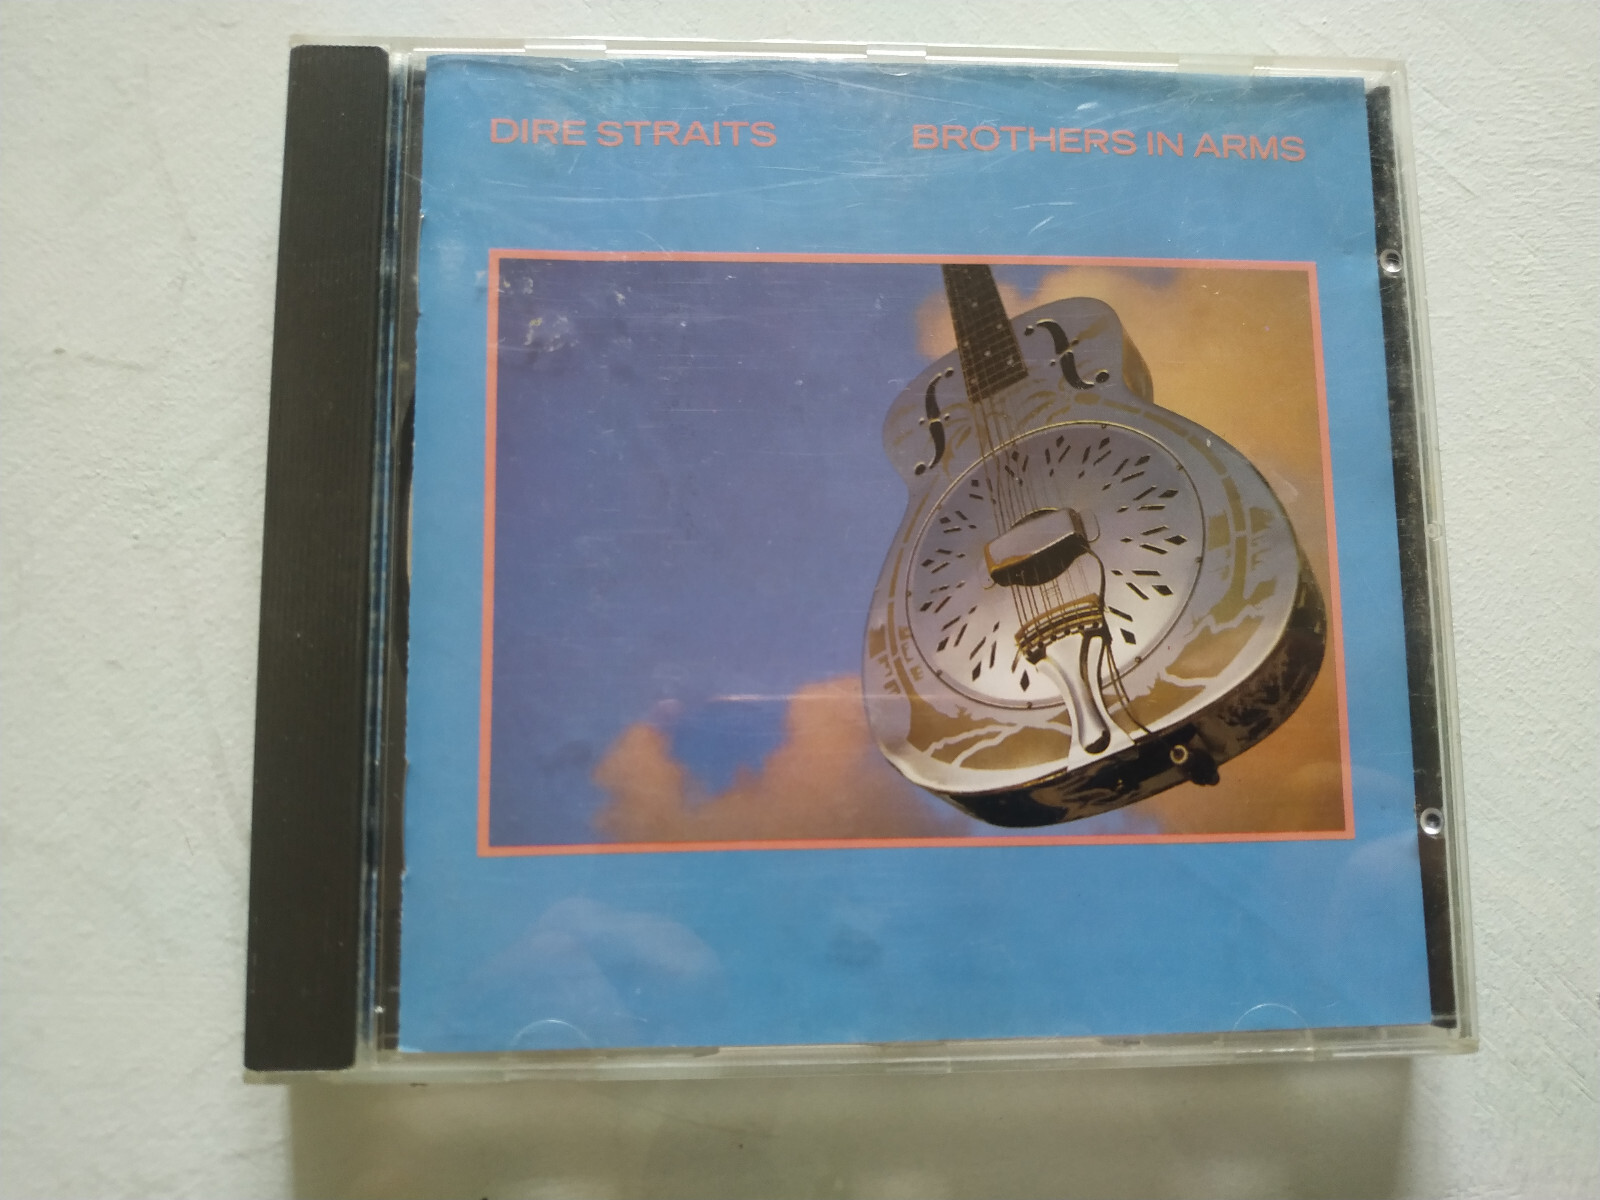 DIRE STRAITS BROTHERS IN ARMS